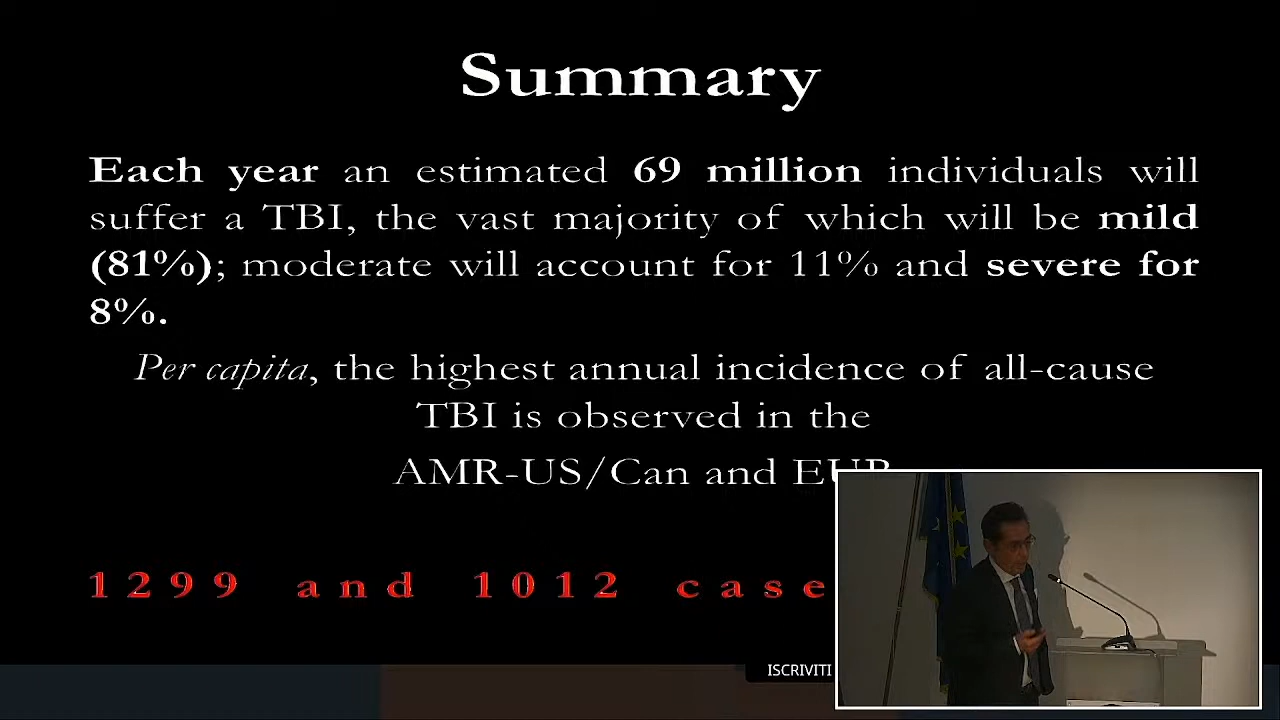 Summary
Each year an estimated 69 million individuals will
suffer a TBI, the vast majority of which will be mild
(81%); moderate will account for 11% and severe for
8%.
Per capita, the highest annual incidence of all-cause
TBI is observed in the
AMR-US/Can and EUR
1299 and 1012 case
ISCRIVITI